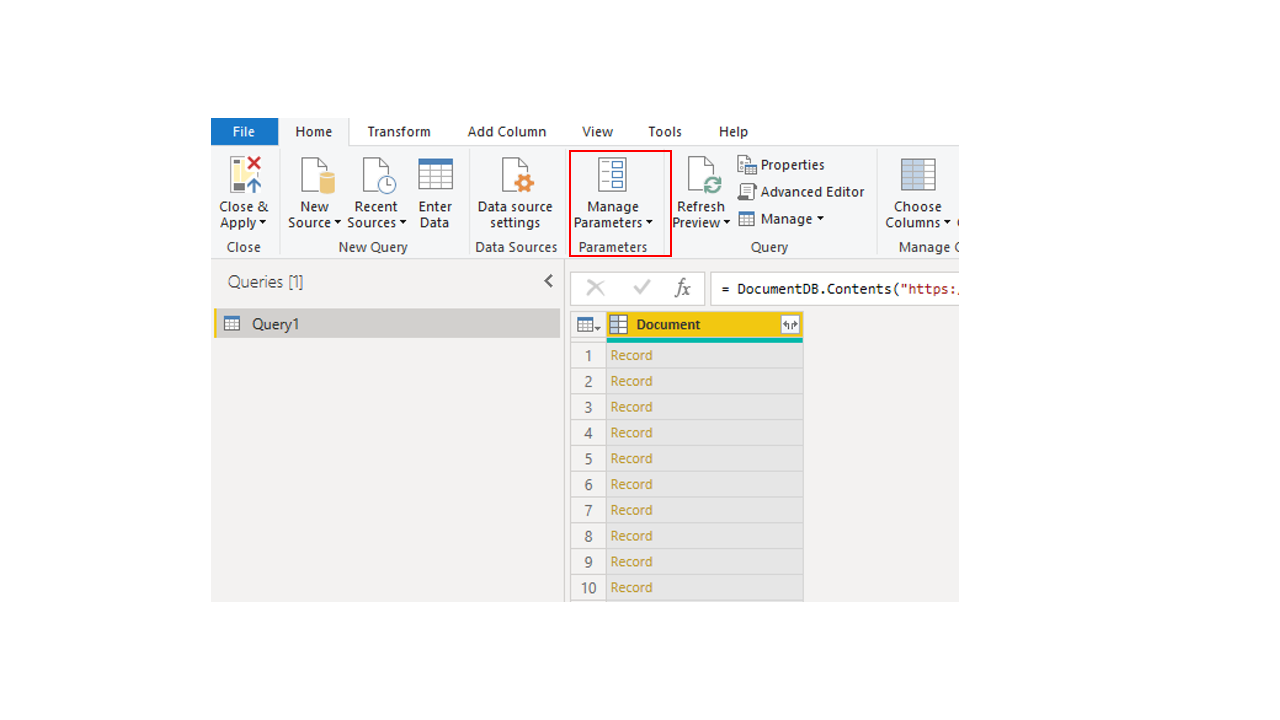 File Home Transform Add Column View Tools Help
Close & Apply
New Source
Recent Sources
Enter Data
Data source settings
Manage Parameters
Refresh Preview
Properties
Advanced Editor
Manage
Choose Columns
Close
New Query
Data Sources
Parameters
Query
Manage
Queries [1]
fx
= DocumentDB.Contents("https:
Query1
Document
1 Record
2 Record
3 Record
4 Record
5 Record
6 Record
7 Record
8 Record
9 Record
10 Record